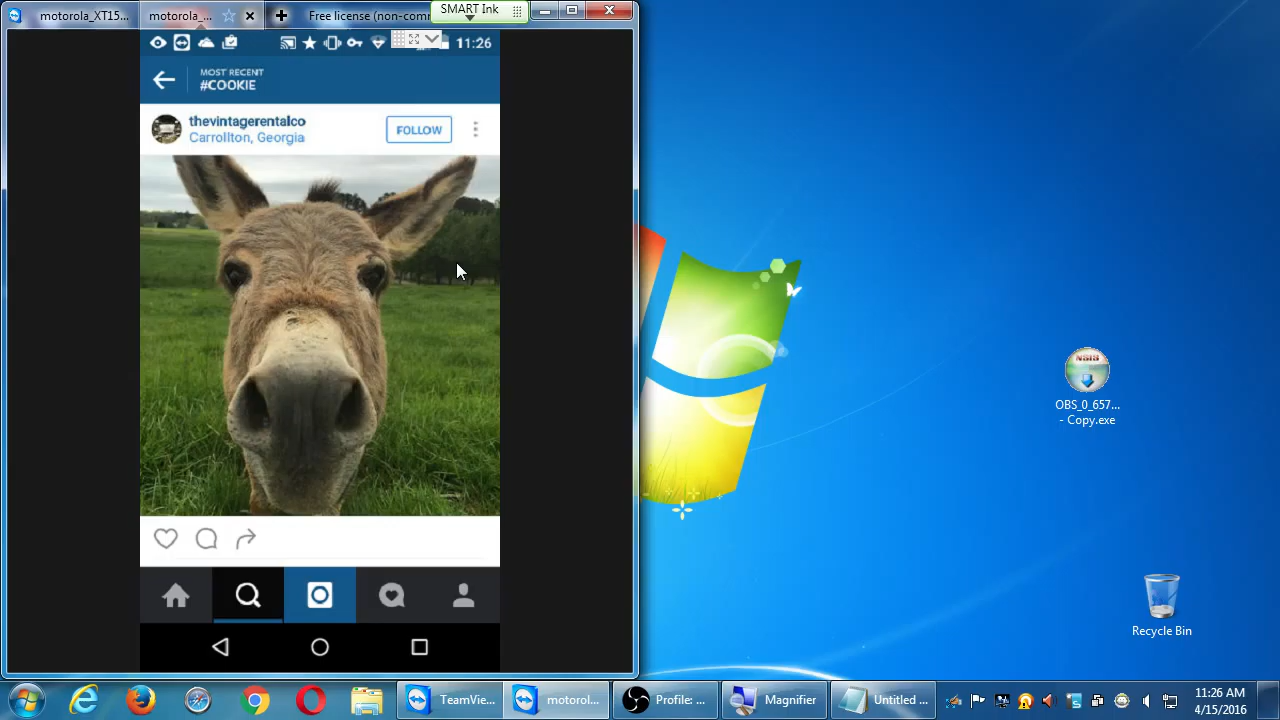 motorola_XT15...
motorola_...
Free license (non-comm
SMART Ink
11:26
MOST RECENT
#COOKIE
thevintagerentalco
Carrollton, Georgia
FOLLOW
NSIS
OBS_0_657...
- Copy.exe
Recycle Bin
TeamVie...
motorol...
Profile: ...
Magnifier
Untitled ...
11:26 AM
4/15/2016